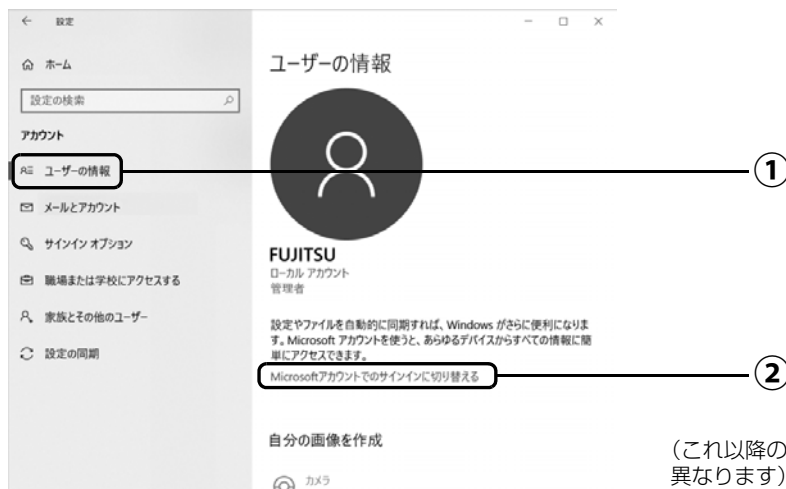 設定
ホーム
設定の検索
アカウント
ユーザーの情報
メールとアカウント
サインイン オプション
職場または学校にアクセスする
家族とその他のユーザー
設定の同期
ユーザーの情報
FUJITSU
ローカル アカウント
管理者
設定やファイルを自動的に同期すれば、Windows がさらに便利になりま
す。Microsoft アカウントを使うと、あらゆるデバイスからすべての情報に簡
単にアクセスできます。
Microsoftアカウントでのサインインに切り替える
自分の画像を作成
カメラ
①
②
（これ以降の
異なります）